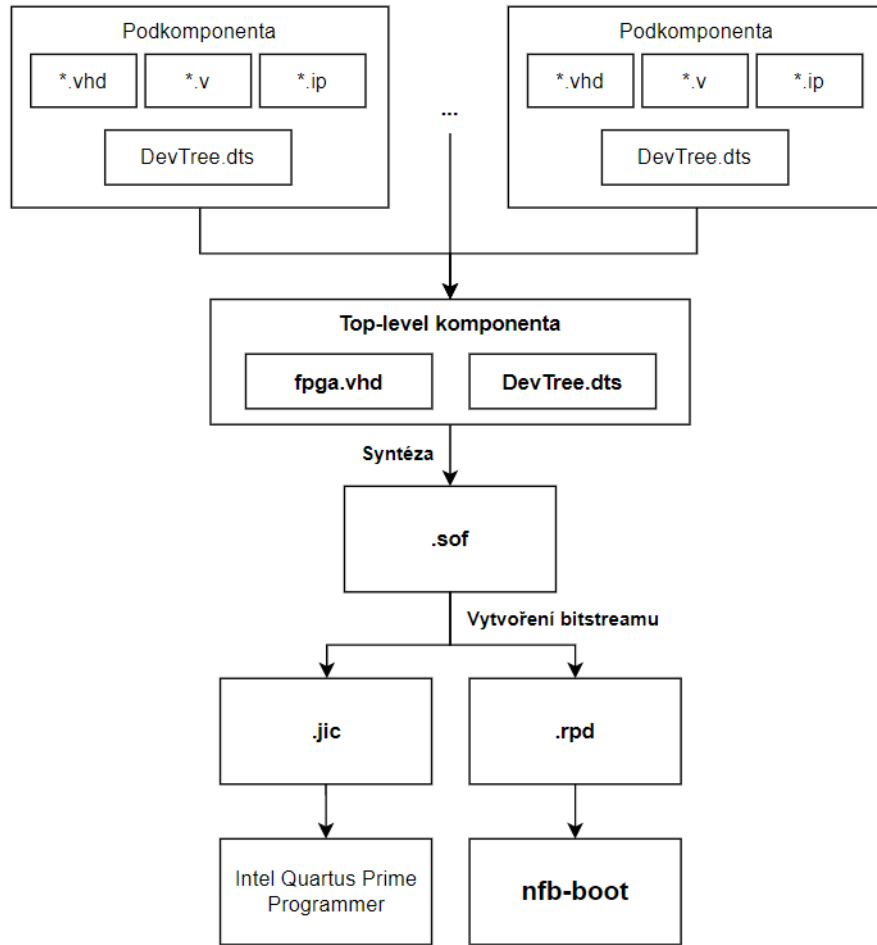 Podkomponenta
*.vhd
*.v
*.ip
DevTree.dts
...
Podkomponenta
*.vhd
*.v
*.ip
DevTree.dts
Top-level komponenta
fpga.vhd
DevTree.dts
Syntéza
.sof
Vytvoření bitstreamu
.jic
.rpd
Intel Quartus Prime
Programmer
nfb-boot